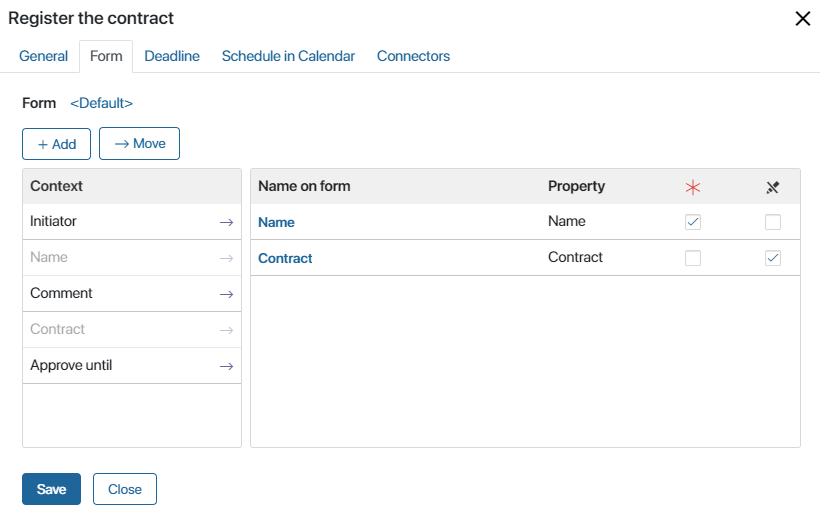 Register the contract
General Form Deadline Schedule in Calendar Connectors
Form <Default>
+ Add → Move
Context Name on form Property
Initiator → Name Name
Name → Contract Contract
Comment →
Contract →
Approve until →
Save Close